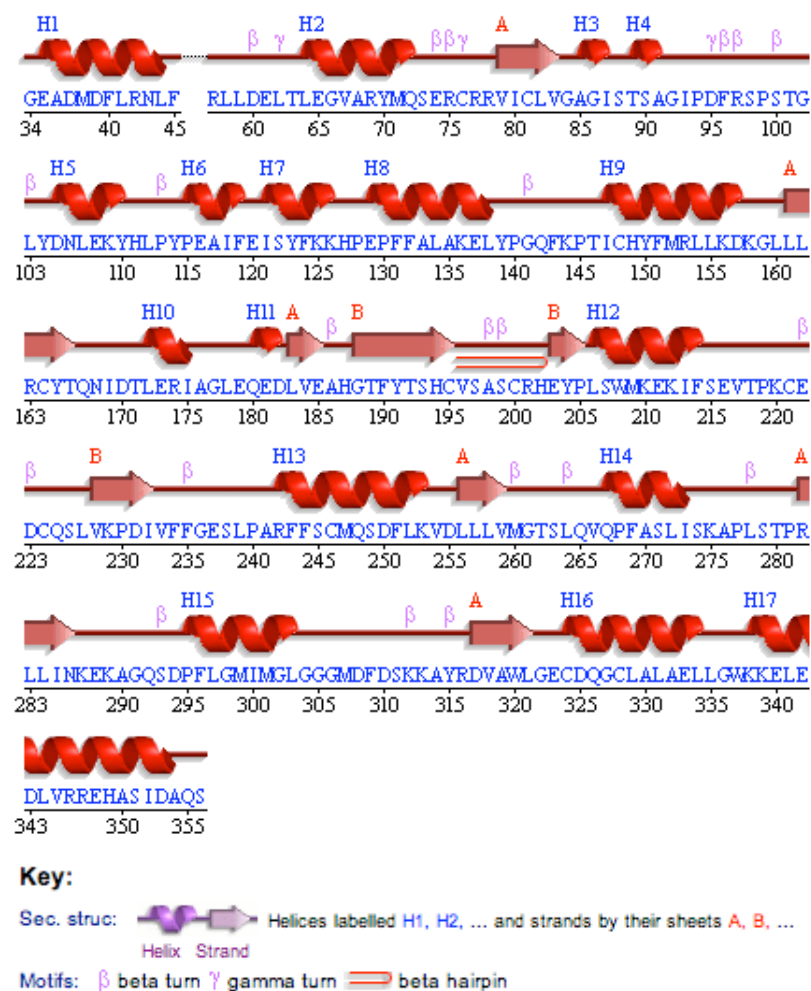 H1 β γ H2 β β γ A H3 H4 β β β β
GEADMDFLRNLF RLLDELTLEGVARYMQSERCRRVICLVGAGISTSAGIPDFRSPSTG
34 40 45 60 65 70 75 80 85 90 95 100
β H5 β H6 H7 H8 β H9 A
LYDNLEKYHLPYPEAIFEISYFKKHPEPFFALAKELYPGQFKPTICHYFMRLLKDKGLLL
103 110 115 120 125 130 135 140 145 150 155 160
H10 H11 A β B β β B H12 β
RCYTQNIDTLERIAGLEQEDLVEAHGTFYTSHCVSASCRHEYPLSWMKEKIFSEVTPKCE
163 170 175 180 185 190 195 200 205 210 215 220
β B β H13 A β β H14 β A
DCQSLVKPDIVFFGESLPARFFSCMQSDFLKVDLLLVMGTSLQVQPFASLISKAPLSTPR
223 230 235 240 245 250 255 260 265 270 275 280
β H15 β β A H16 H17
LLINKEKAGQSDPFLGMIMGLGGGMDFDSKKAYRDVAWLGECDQGCLALAELLGWKKELE
283 290 295 300 305 310 315 320 325 330 335 340
DLVRREHASIDAQS
343 350 355
Key:
Sec. struc: Helices labelled H1, H2, ... and strands by their sheets A, B, ...
Helix Strand
Motifs: β beta turn γ gamma turn beta hairpin